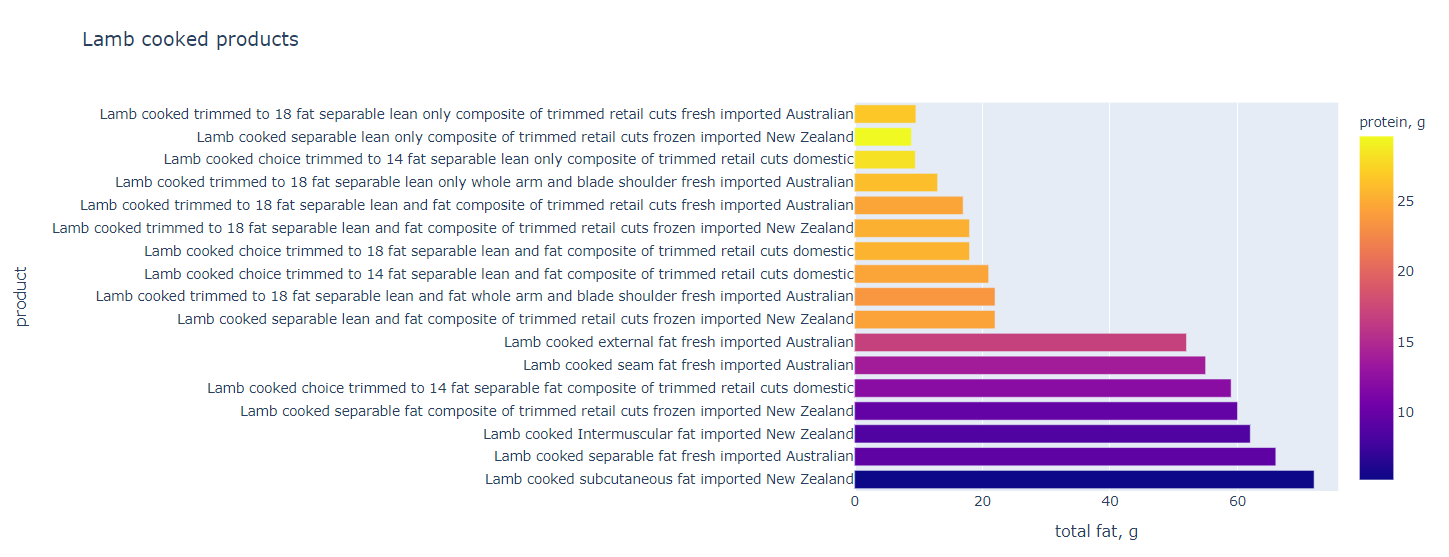 Lamb cooked products
product
Lamb cooked trimmed to 18 fat separable lean only composite of trimmed retail cuts fresh imported Australian
Lamb cooked separable lean only composite of trimmed retail cuts frozen imported New Zealand
Lamb cooked choice trimmed to 14 fat separable lean only composite of trimmed retail cuts domestic
Lamb cooked trimmed to 18 fat separable lean only whole arm and blade shoulder fresh imported Australian
Lamb cooked trimmed to 18 fat separable lean and fat composite of trimmed retail cuts fresh imported Australian
Lamb cooked trimmed to 18 fat separable lean and fat composite of trimmed retail cuts frozen imported New Zealand
Lamb cooked choice trimmed to 18 fat separable lean and fat composite of trimmed retail cuts domestic
Lamb cooked choice trimmed to 14 fat separable lean and fat composite of trimmed retail cuts domestic
Lamb cooked trimmed to 18 fat separable lean and fat whole arm and blade shoulder fresh imported Australian
Lamb cooked separable lean and fat composite of trimmed retail cuts frozen imported New Zealand
Lamb cooked external fat fresh imported Australian
Lamb cooked seam fat fresh imported Australian
Lamb cooked choice trimmed to 14 fat separable fat composite of trimmed retail cuts domestic
Lamb cooked separable fat composite of trimmed retail cuts frozen imported New Zealand
Lamb cooked Intermuscular fat imported New Zealand
Lamb cooked separable fat fresh imported Australian
Lamb cooked subcutaneous fat imported New Zealand
0 20 40 60
total fat, g
protein, g
25
20
15
10